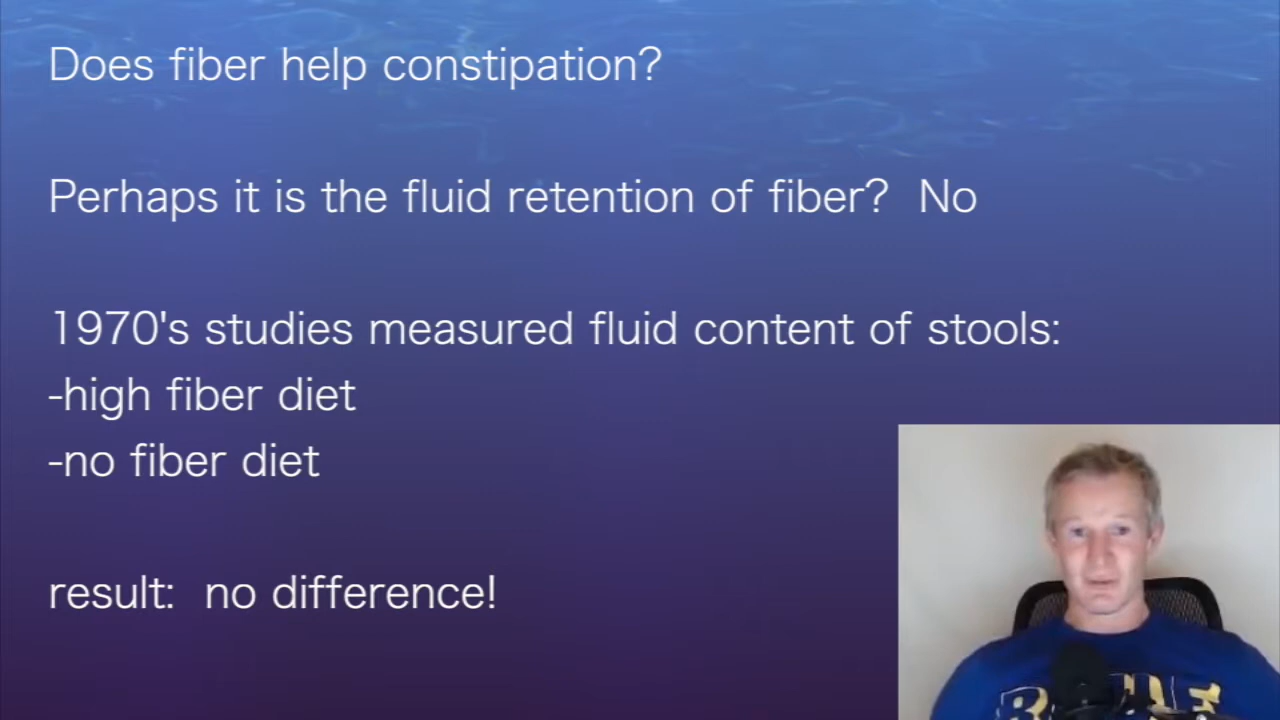 Does fiber help constipation?
Perhaps it is the fluid retention of fiber?  No
1970's studies measured fluid content of stools:
-high fiber diet
-no fiber diet
result:  no difference!